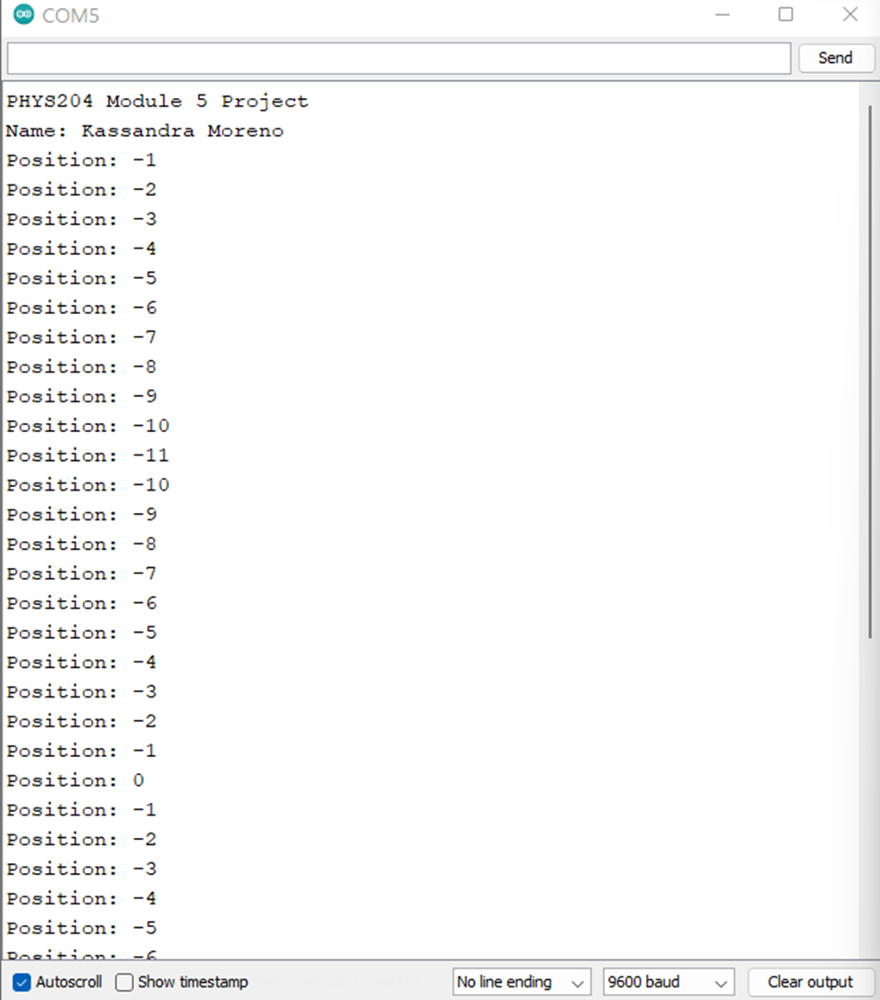 COM5
Send
PHYS204 Module 5 Project
Name: Kassandra Moreno
Position: -1
Position: -2
Position: -3
Position: -4
Position: -5
Position: -6
Position: -7
Position: -8
Position: -9
Position: -10
Position: -11
Position: -10
Position: -9
Position: -8
Position: -7
Position: -6
Position: -5
Position: -4
Position: -3
Position: -2
Position: -1
Position: 0
Position: -1
Position: -2
Position: -3
Position: -4
Position: -5
Position: -6
Autoscroll Show timestamp No line ending 9600 baud Clear output